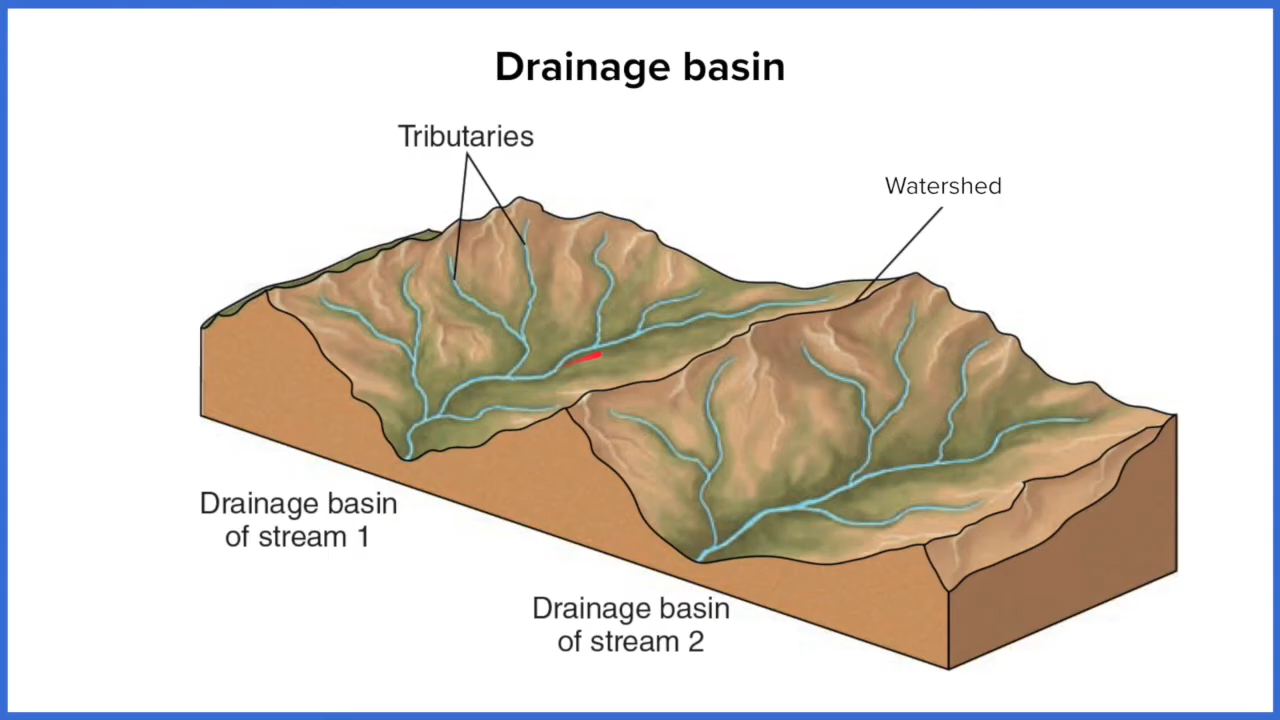 Drainage basin
Tributaries
Watershed
Drainage basin
of stream 1
Drainage basin
of stream 2